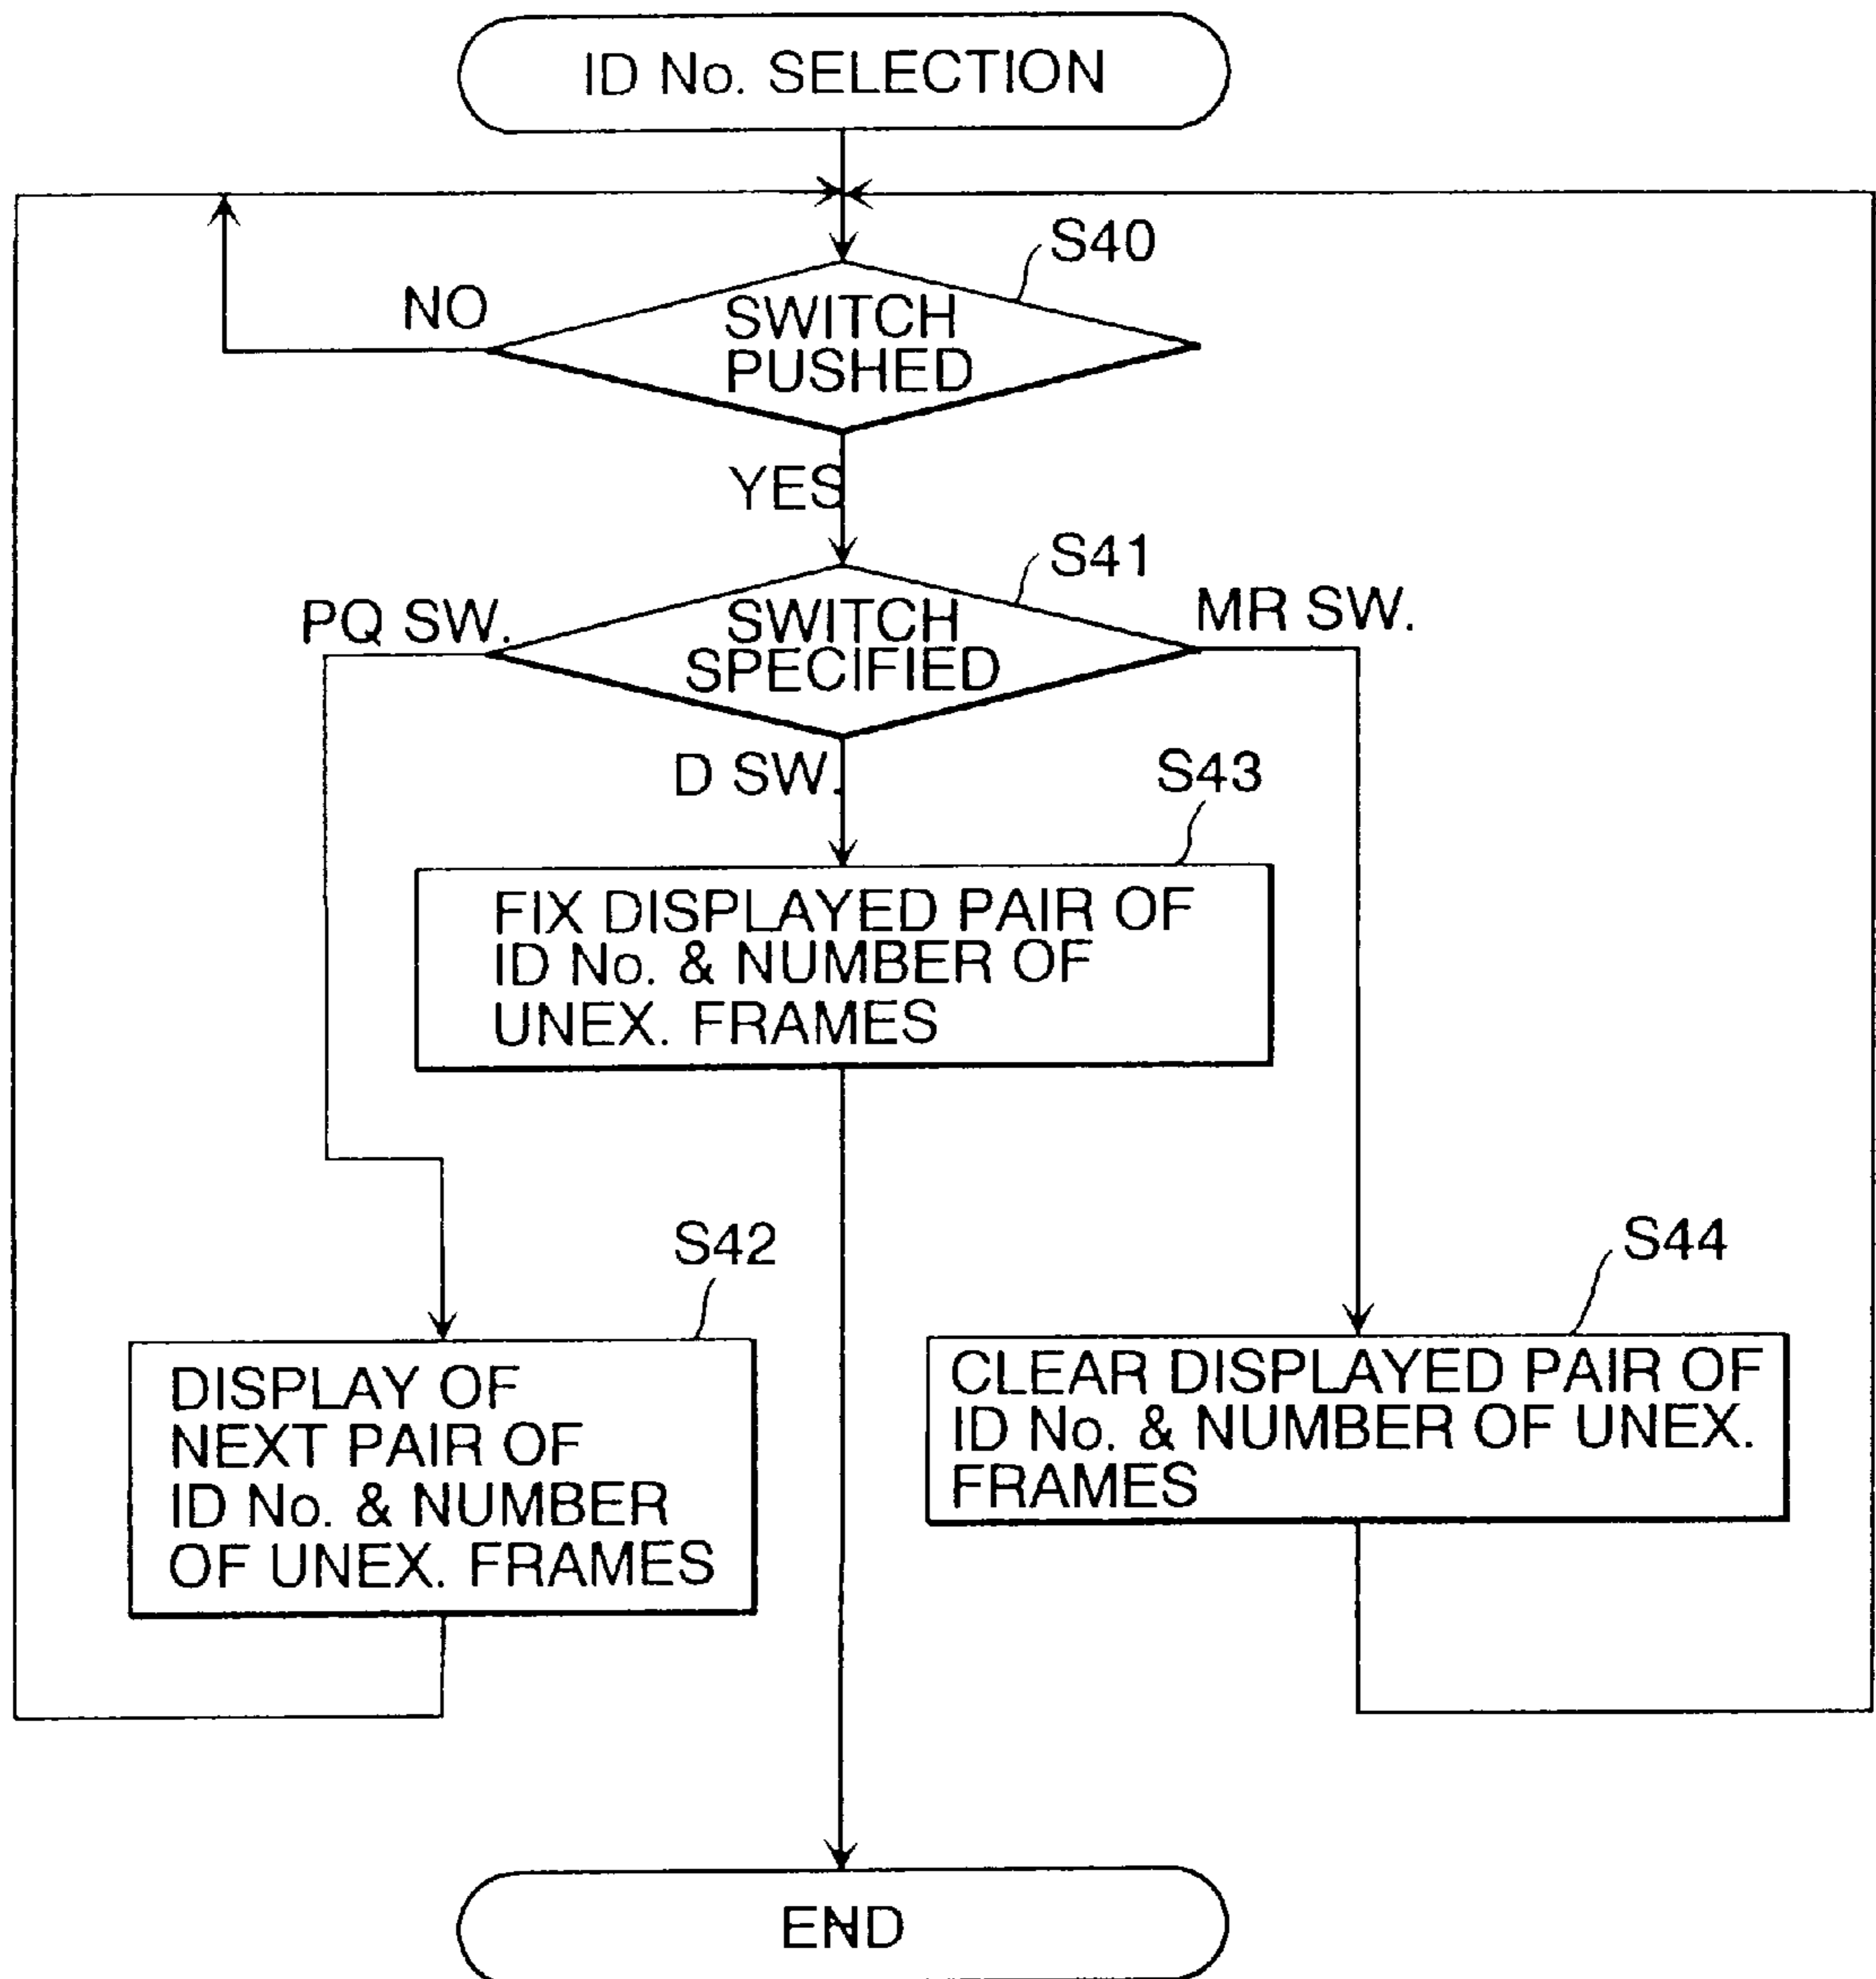 ID No. SELECTION
S40
NO
SWITCH
PUSHED
YES
S41
PQ SW.
SWITCH
SPECIFIED
MR SW.
D SW.
S43
FIX DISPLAYED PAIR OF
ID No. & NUMBER OF
UNEX. FRAMES
S42
S44
DISPLAY OF
NEXT PAIR OF
ID No. & NUMBER
OF UNEX. FRAMES
CLEAR DISPLAYED PAIR OF
ID No. & NUMBER OF UNEX.
FRAMES
END